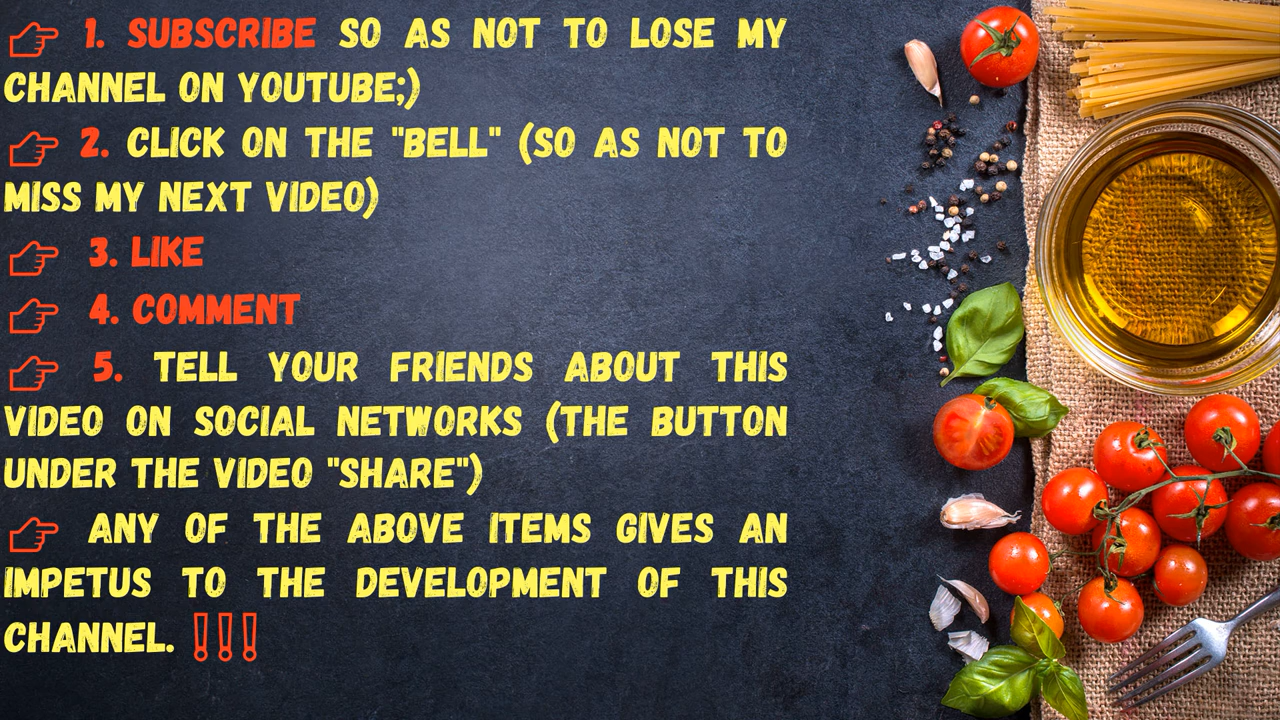 👉 1. SUBSCRIBE SO AS NOT TO LOSE MY
CHANNEL ON YOUTUBE;)
👉 2. CLICK ON THE "BELL" (SO AS NOT TO
MISS MY NEXT VIDEO)
👉 3. LIKE
👉 4. COMMENT
👉 5. TELL YOUR FRIENDS ABOUT THIS
VIDEO ON SOCIAL NETWORKS (THE BUTTON
UNDER THE VIDEO "SHARE")
👉 ANY OF THE ABOVE ITEMS GIVES AN
IMPETUS TO THE DEVELOPMENT OF THIS
CHANNEL. ❗❗❗